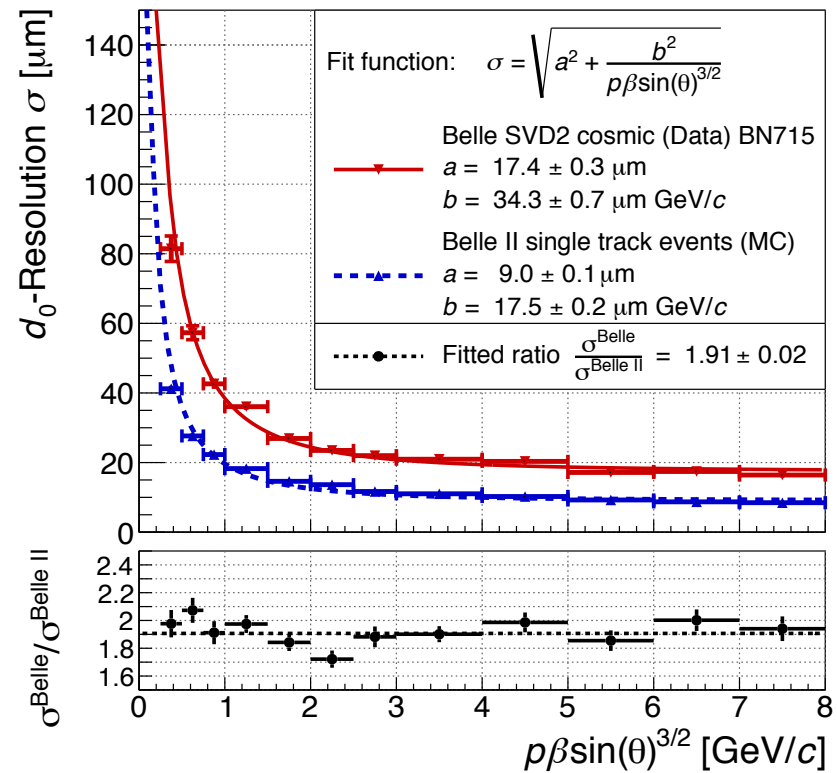 d₀-Resolution σ [μm]
140
120
100
80
60
40
20
0
Fit function: σ = √(a² + b²/(pβsin(θ)^{3/2}))
Belle SVD2 cosmic (Data) BN715
a = 17.4 ± 0.3 μm
b = 34.3 ± 0.7 μm GeV/c
Belle II single track events (MC)
a = 9.0 ± 0.1 μm
b = 17.5 ± 0.2 μm GeV/c
Fitted ratio σ^Belle/σ^Belle II = 1.91 ± 0.02
σ^Belle/σ^Belle II
2.4
2.2
2
1.8
1.6
0 1 2 3 4 5 6 7 8
pβsin(θ)^{3/2} [GeV/c]